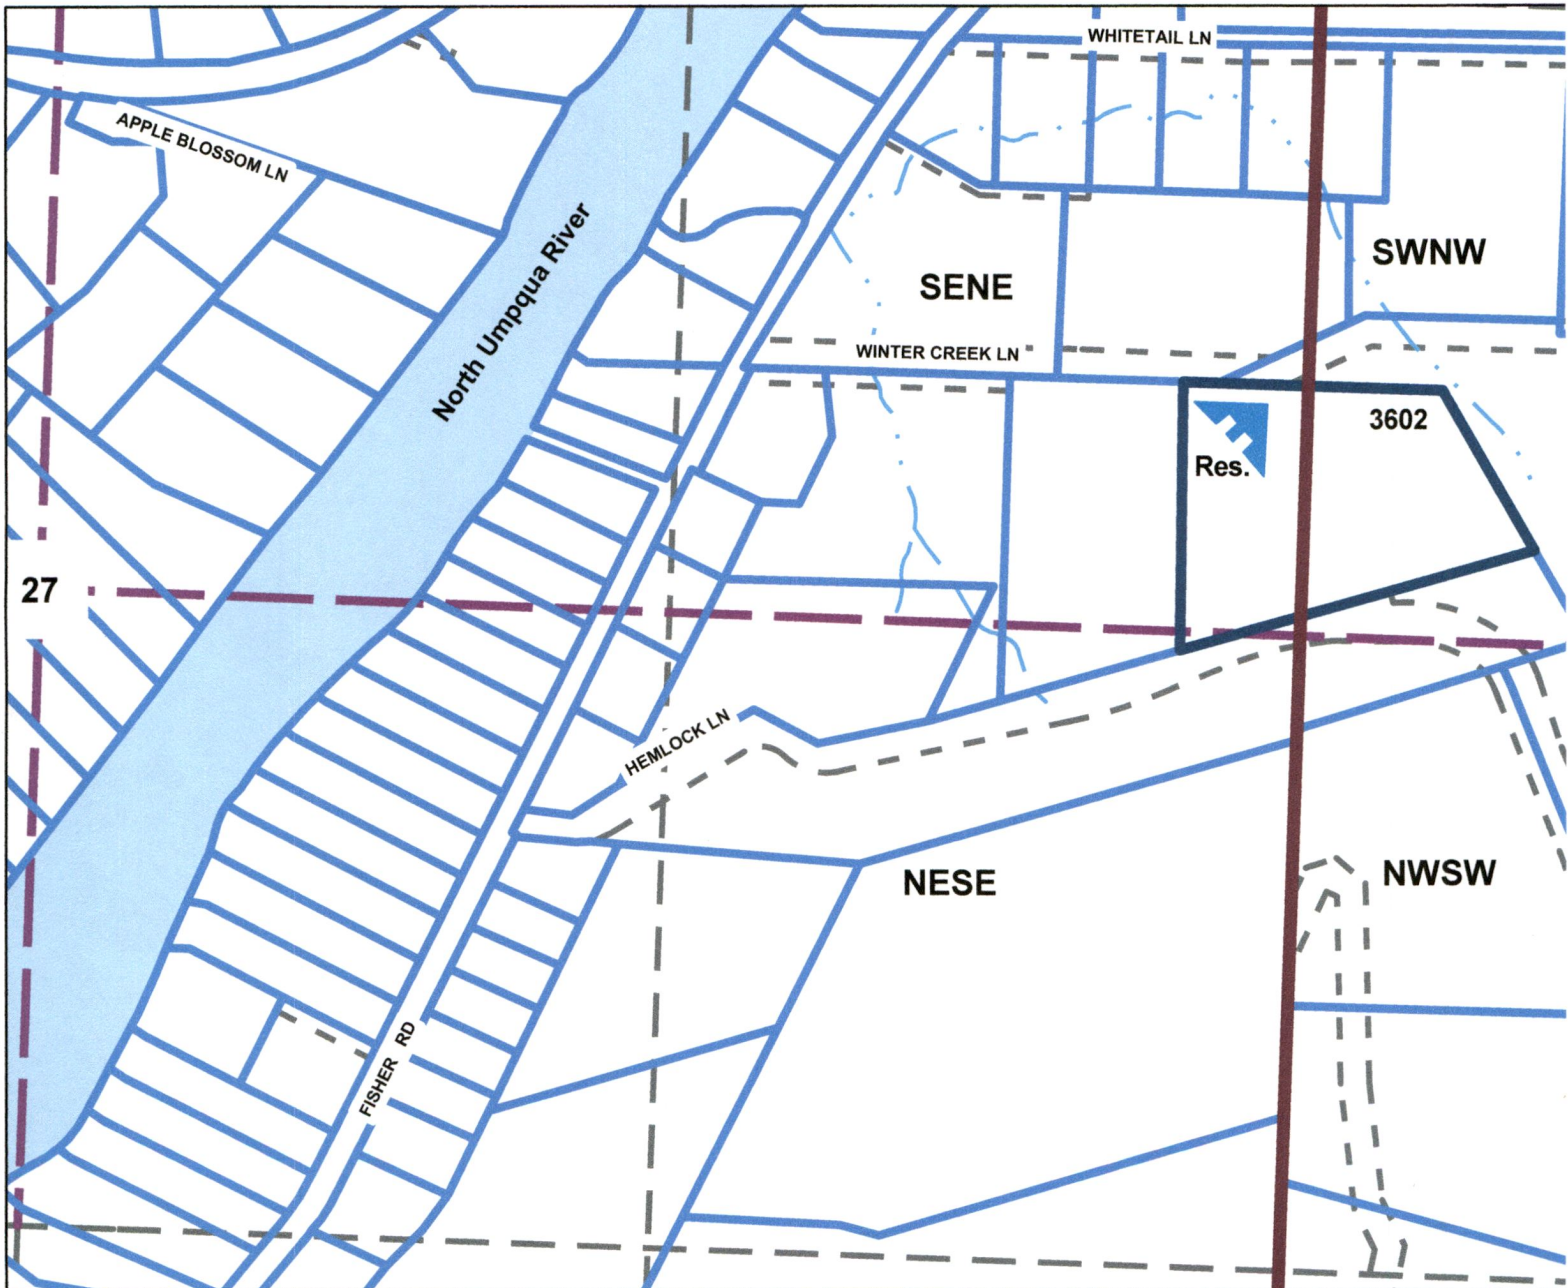 WHITETAIL LN
APPLE BLOSSOM LN
North Umpqua River
SWNW
SENE
WINTER CREEK LN
3602
Res.
27
HEMLOCK LN
NESE
NWSW
FISHER RD